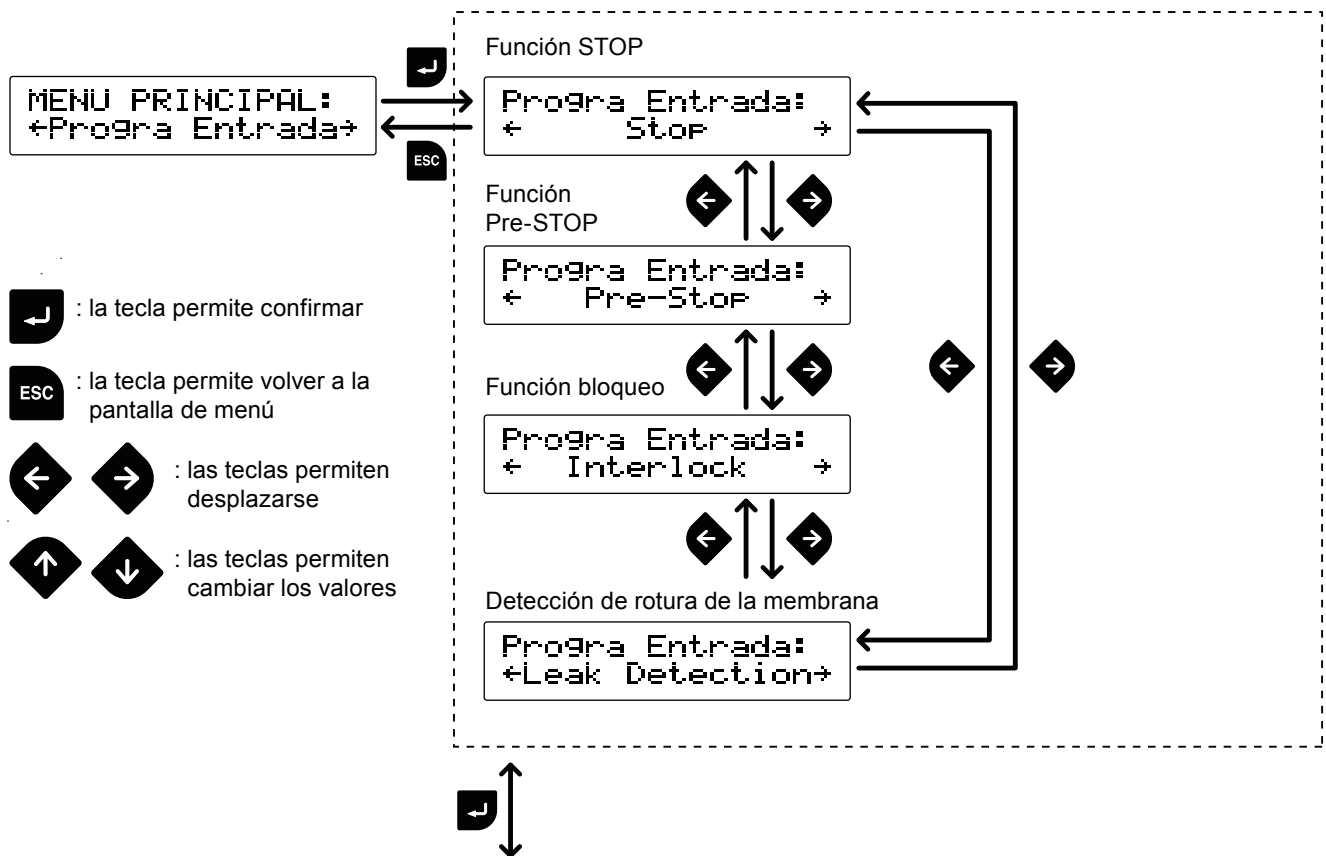 Función STOP
MENU PRINCIPAL:
←Progra Entrada→
Progra Entrada:
← Stop →
ESC
Función
Pre-STOP
Progra Entrada:
← Pre-Stop →
: la tecla permite confirmar
ESC
: la tecla permite volver a la
pantalla de menú
: las teclas permiten
desplazarse
: las teclas permiten
cambiar los valores
Función bloqueo
Progra Entrada:
← Interlock →
Detección de rotura de la membrana
Progra Entrada:
←Leak Detection→